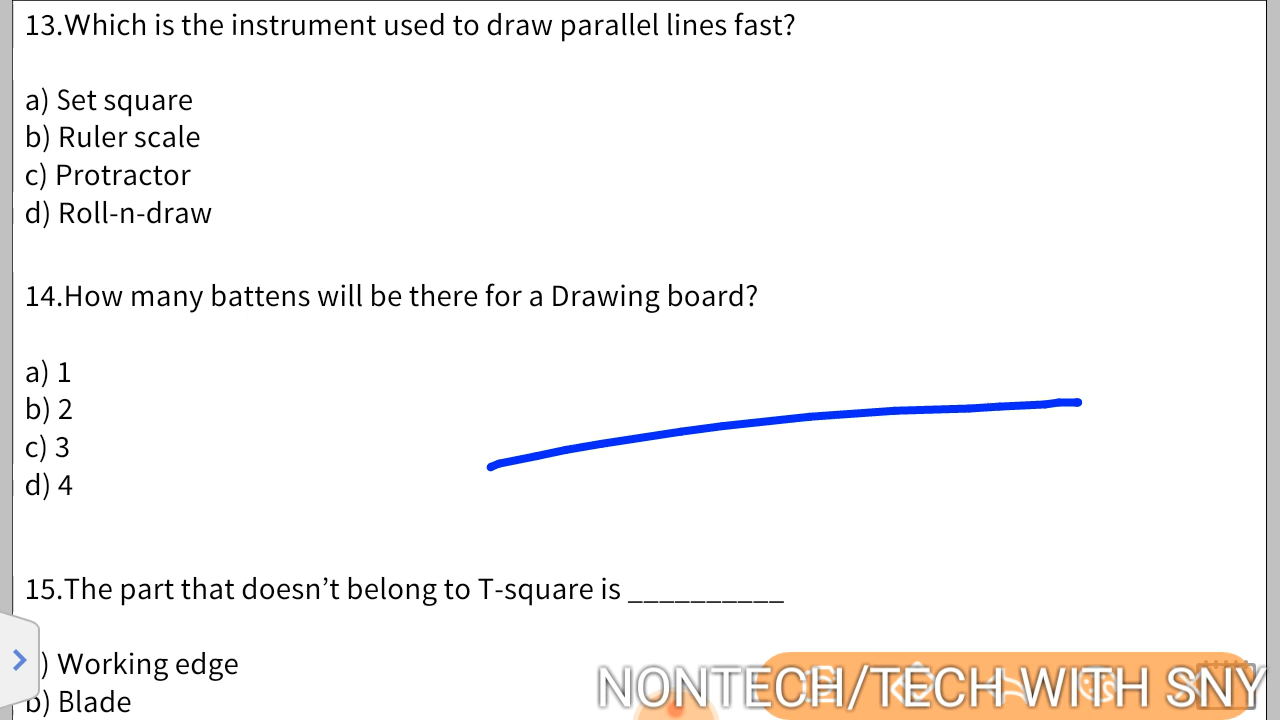 13.Which is the instrument used to draw parallel lines fast?
a) Set square
b) Ruler scale
c) Protractor
d) Roll-n-draw
14.How many battens will be there for a Drawing board?
a) 1
b) 2
c) 3
d) 4
15.The part that doesn’t belong to T-square is __________
) Working edge
b) Blade
NONTECH/TECH WITH SNY